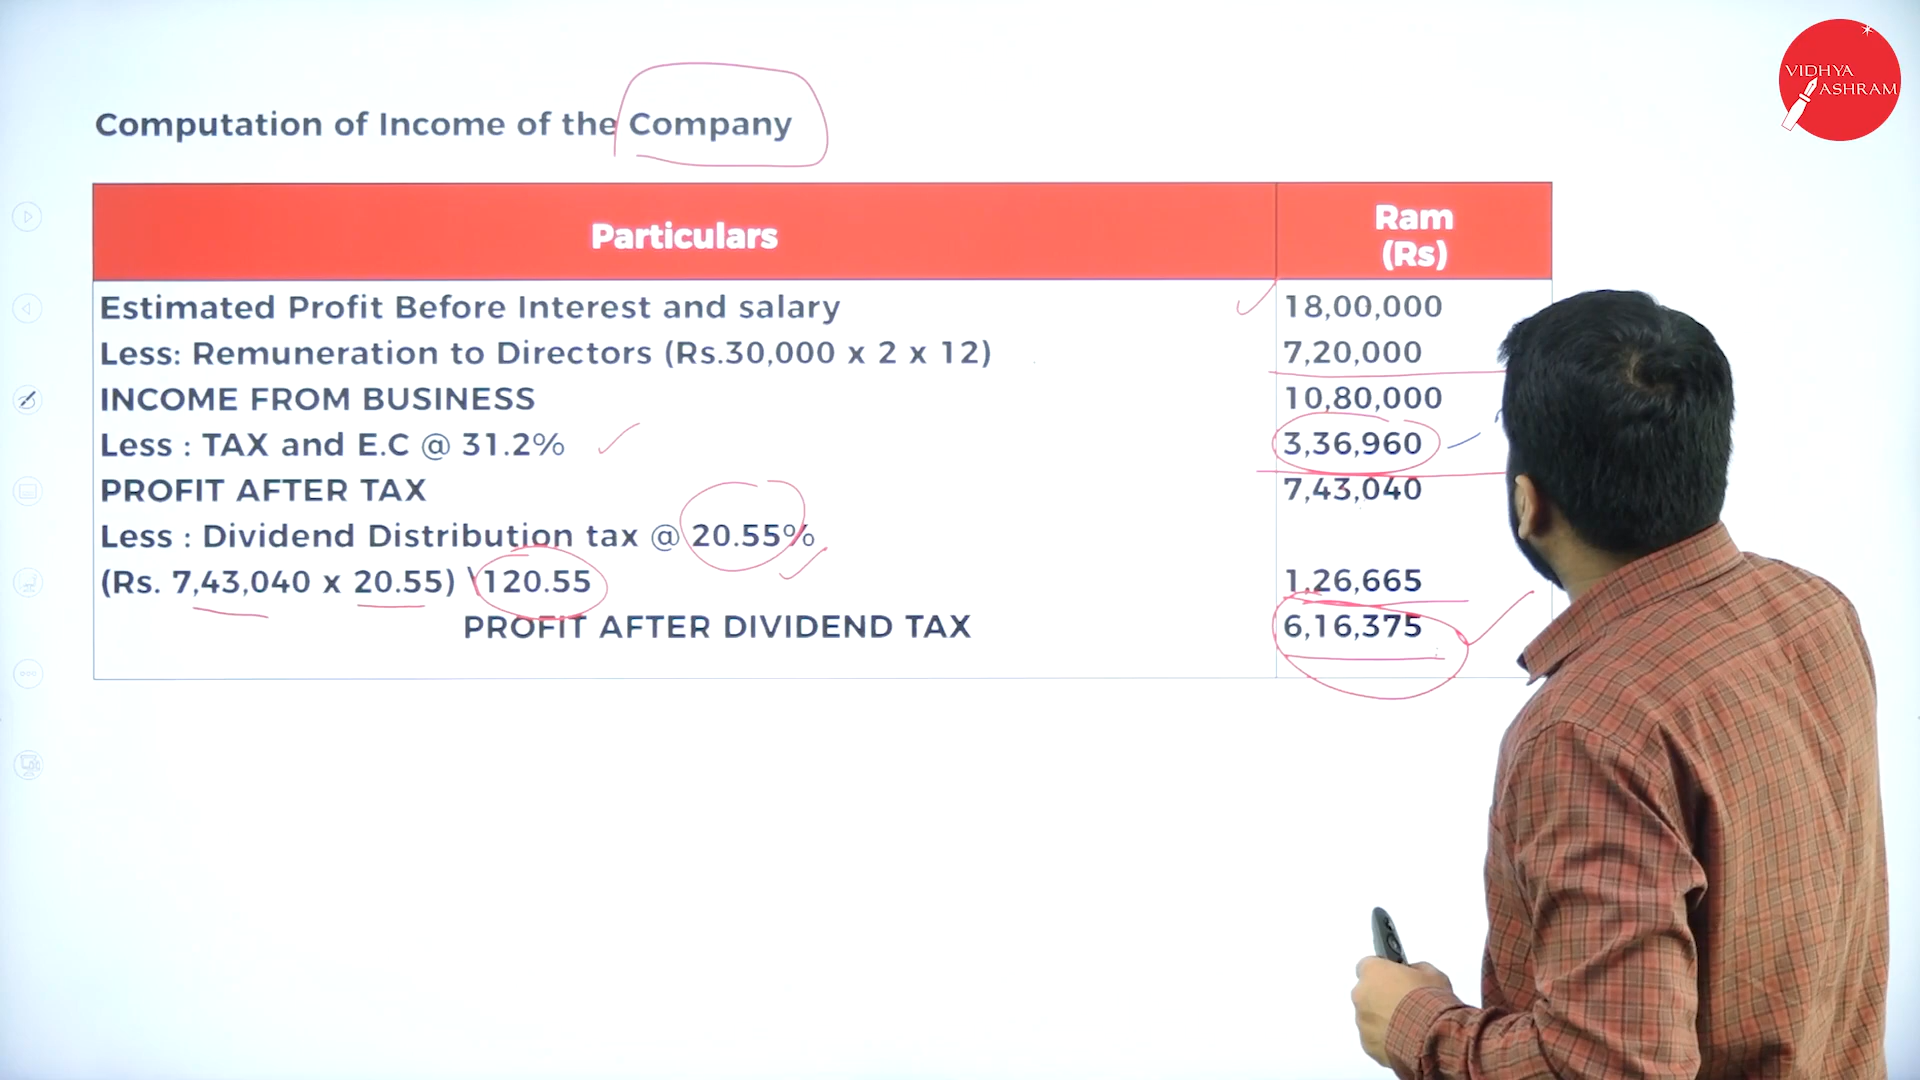 VIDHYA
ASHRAM
Computation of Income of the Company
Particulars
Ram
(Rs)
Estimated Profit Before Interest and salary 18,00,000
Less: Remuneration to Directors (Rs.30,000 x 2 x 12) 7,20,000
INCOME FROM BUSINESS 10,80,000
Less : TAX and E.C @ 31.2% 3,36,960
PROFIT AFTER TAX 7,43,040
Less : Dividend Distribution tax @ 20.55%
(Rs. 7,43,040 x 20.55) \120.55 1,26,665
PROFIT AFTER DIVIDEND TAX 6,16,375